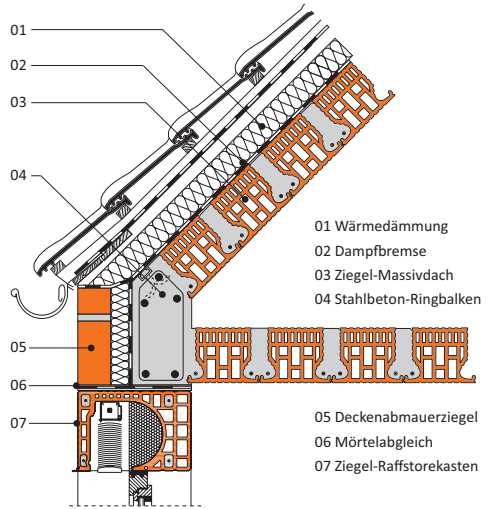 01
02
03
04
01 Wärmedämmung
02 Dampfbremse
03 Ziegel-Massivdach
04 Stahlbeton-Ringbalken
05
06
07
05 Deckenabmauerziegel
06 Mörtelabgleich
07 Ziegel-Raffstorekasten